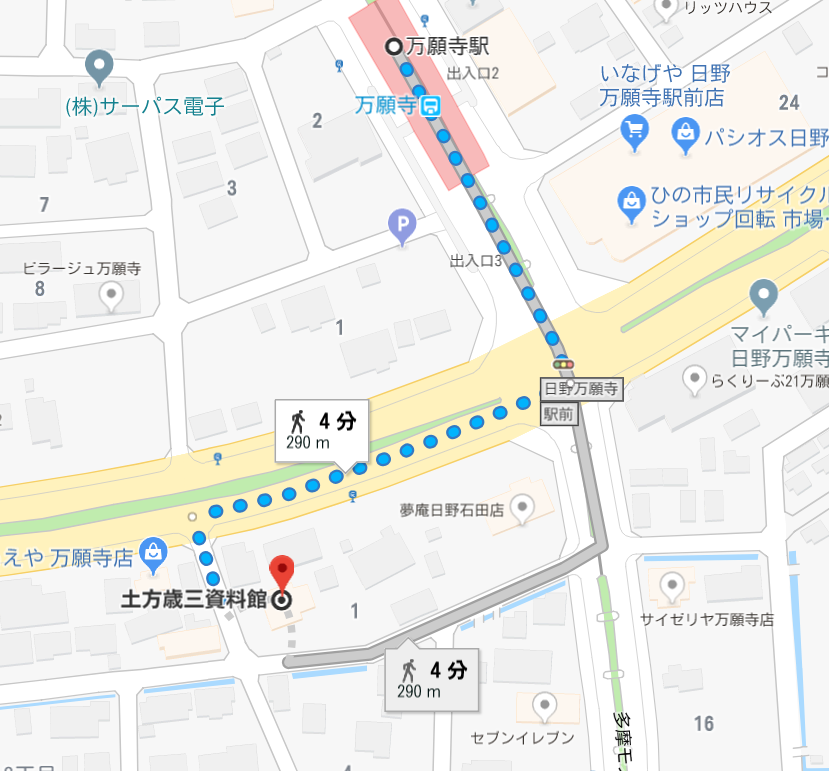 リッツハウス
万願寺駅
出入口2
いなげや 日野
万願寺駅前店
24
(株)サーパス電子
万願寺
2
パシオス日野
3
7
ひの市民リサイクル
ショップ回転 市場
P
出入口3
ビラージュ万願寺
8
1
マイパーキ
日野万願寺
らくりーぶ21万願
日野万願寺
駅前
4 分
290 m
夢庵日野石田店
えや 万願寺店
土方歳三資料館
1
サイゼリヤ万願寺店
4 分
290 m
16
セブンイレブン
多摩モ